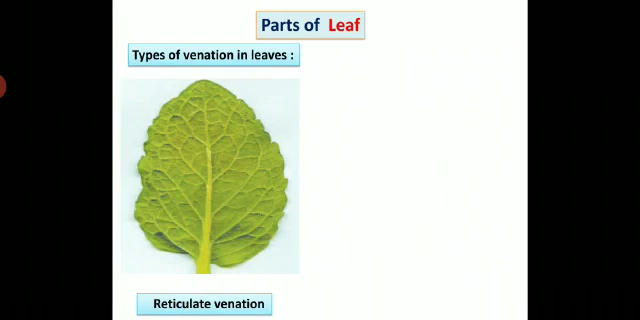 Parts of Leaf
Types of venation in leaves :
Reticulate venation